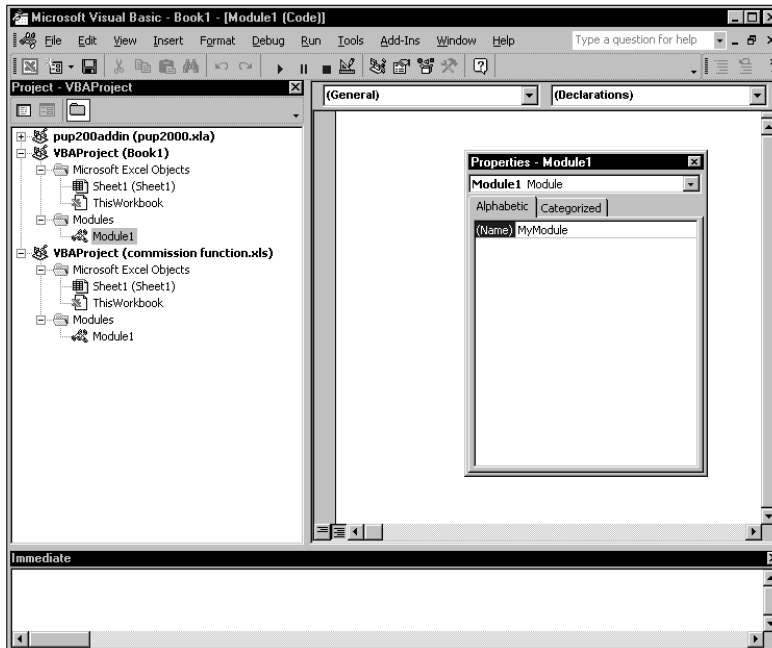 Microsoft Visual Basic - Book1 - [Module1 (Code)]
File Edit View Insert Format Debug Run Tools Add-Ins Window Help Type a question for help
Project - VBAProject
(General) (Declarations)
pup200addin (pup2000.xla)
VBAProject (Book1)
Microsoft Excel Objects
Sheet1 (Sheet1)
ThisWorkbook
Modules
Module1
VBAProject (commission function.xls)
Microsoft Excel Objects
Sheet1 (Sheet1)
ThisWorkbook
Modules
Module1
Properties - Module1
Module1 Module
Alphabetic Categorized
(Name) MyModule
Immediate